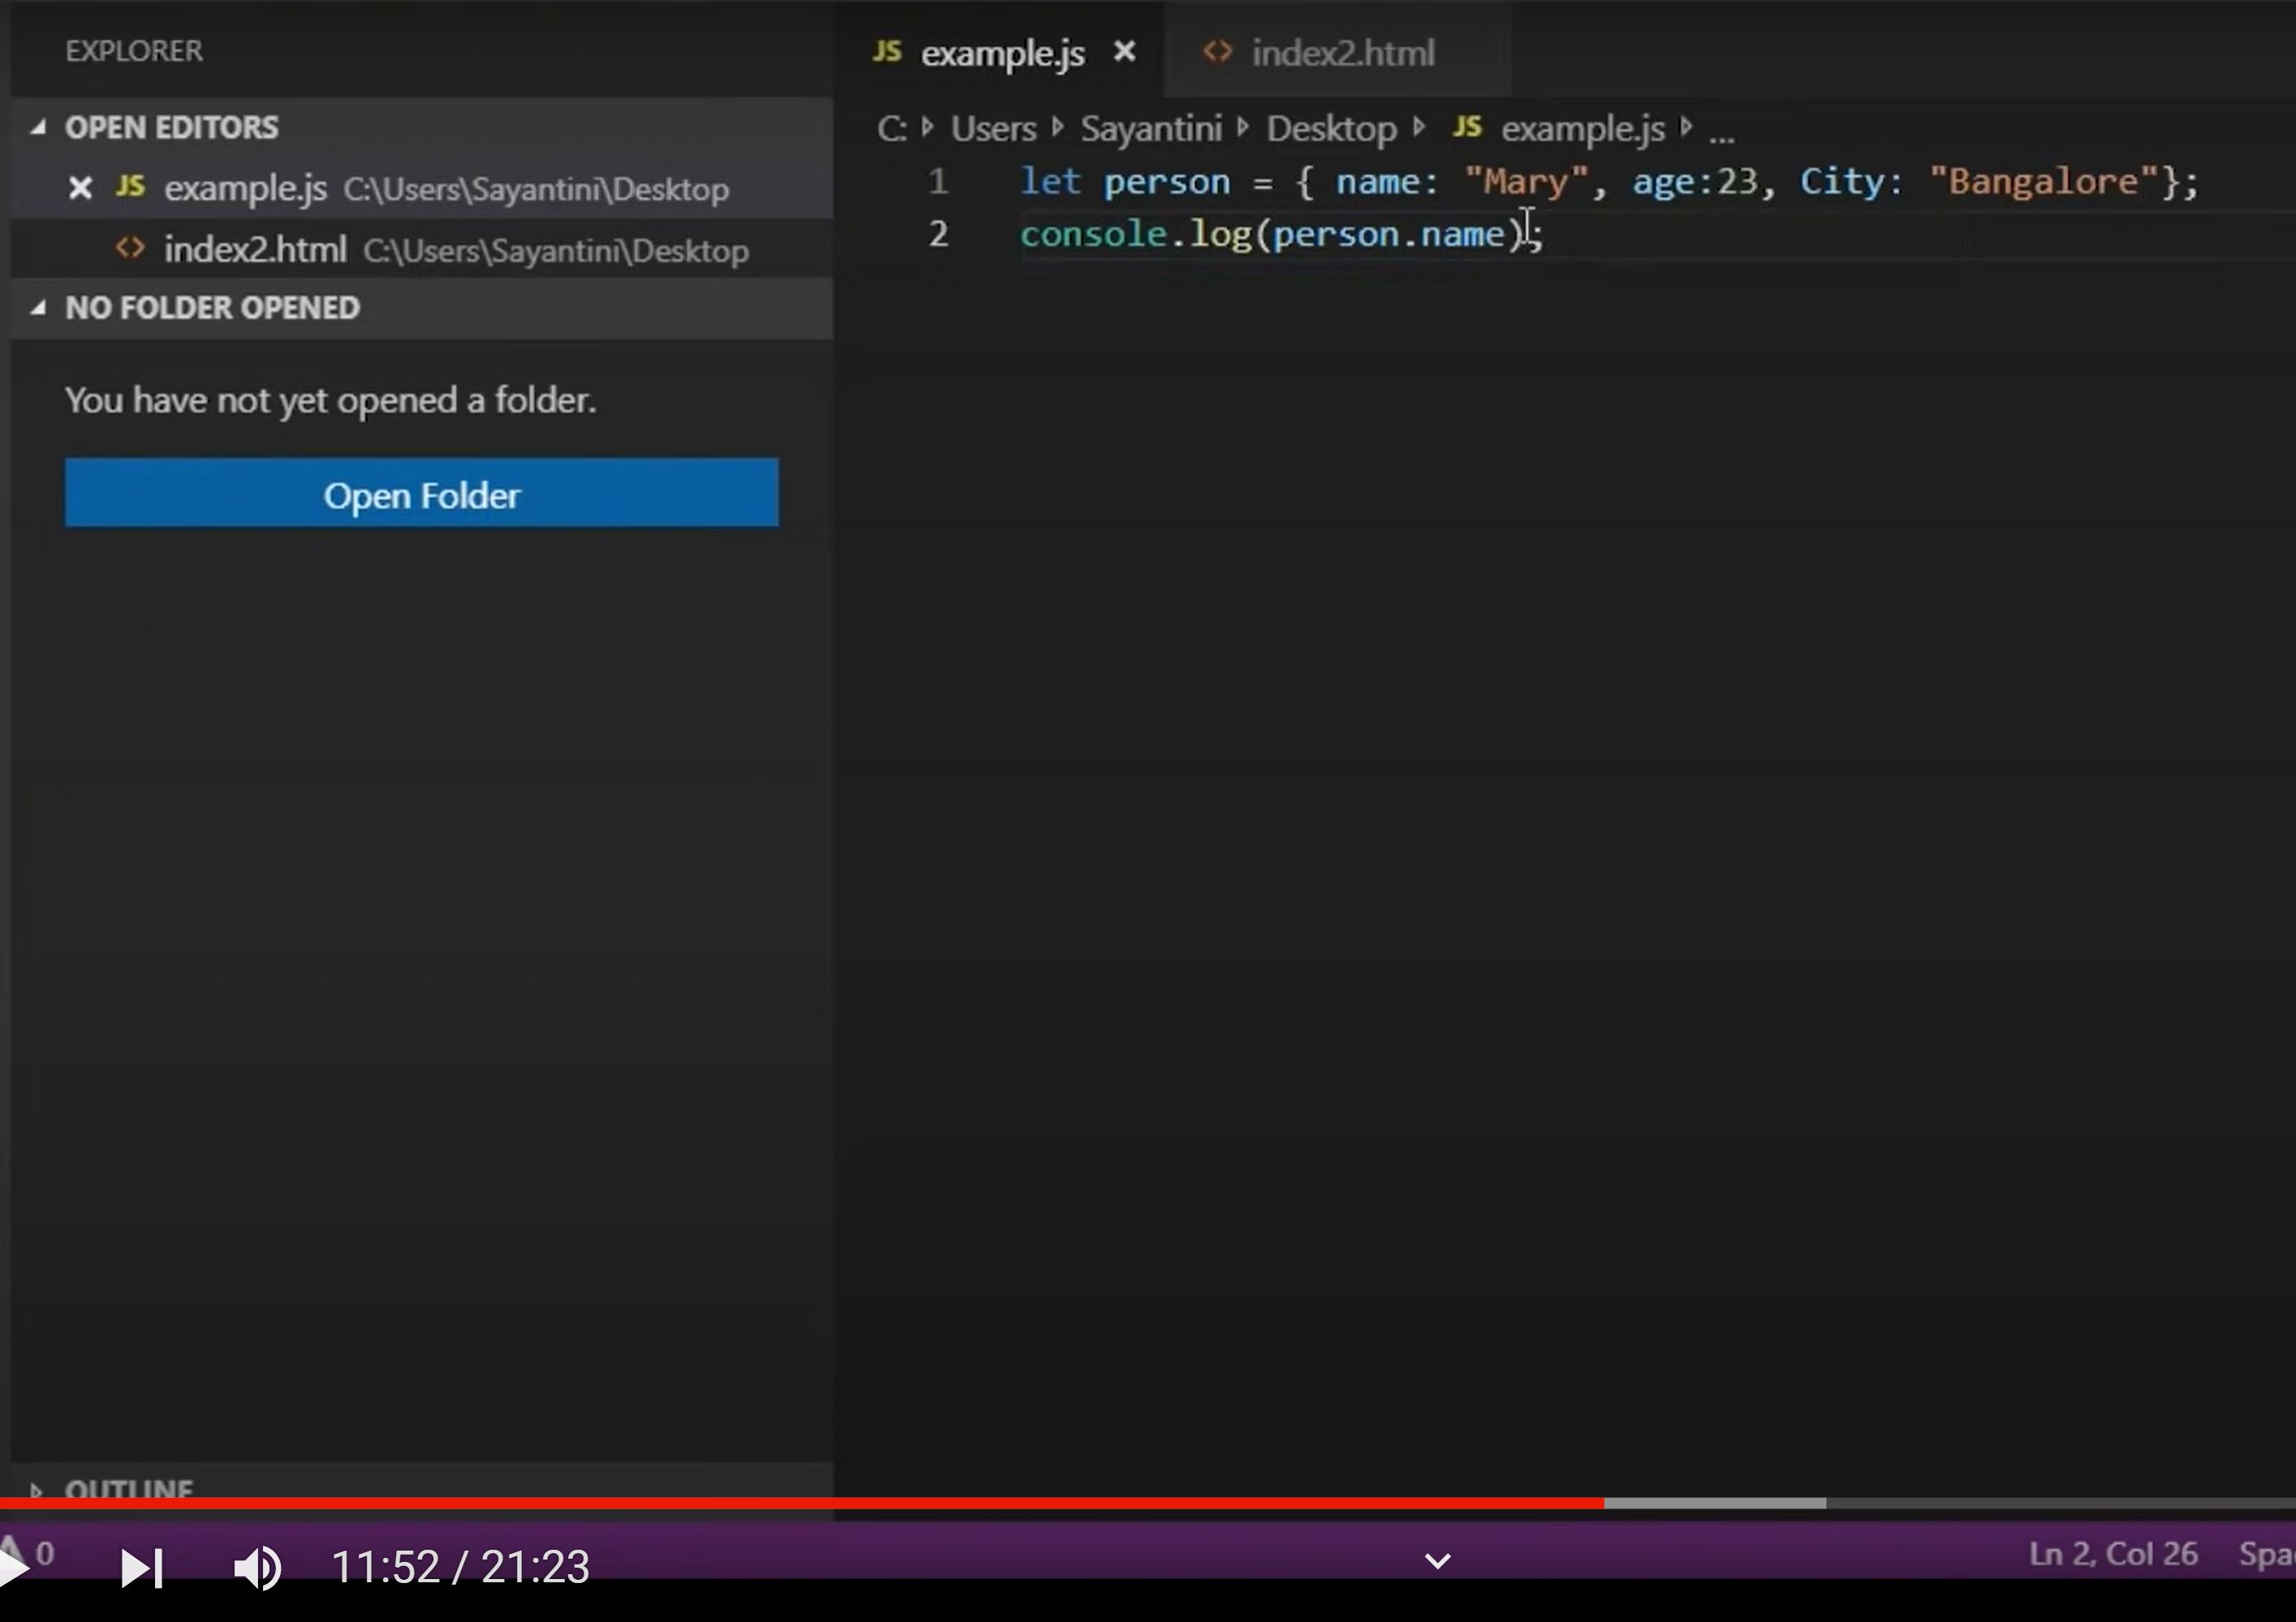 EXPLORER
OPEN EDITORS
JS example.js C:\Users\Sayantini\Desktop
<> index2.html C:\Users\Sayantini\Desktop
NO FOLDER OPENED
You have not yet opened a folder.
Open Folder
OUTLINE
JS example.js <> index2.html
C: Users Sayantini Desktop JS example.js ...
1 let person = { name: "Mary", age:23, City: "Bangalore"};
2 console.log(person.name);
0
11:52 / 21:23
Ln 2, Col 26